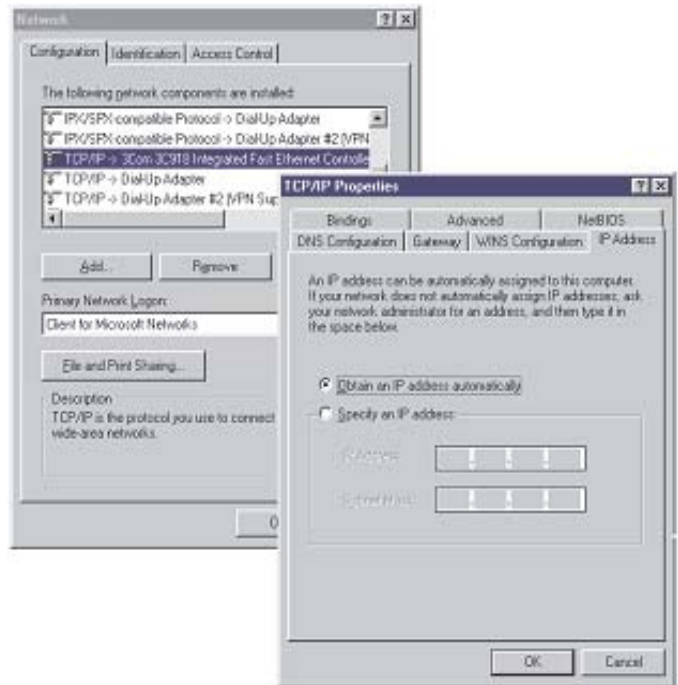 Network
Configuration
Identification
Access Control
The following network components are installed:
IPX/SPX-compatible Protocol -> Dial-Up Adapter
IPX/SPX-compatible Protocol -> Dial-Up Adapter #2 (VPN
TCP/IP -> 3Com 3C918 Integrated Fast Ethernet Controlle
TCP/IP -> Dial-Up Adapter
TCP/IP -> Dial-Up Adapter #2 (VPN Sup
Add...
Remove
Primary Network Logon:
Client for Microsoft Networks
File and Print Sharing...
Description
TCP/IP is the protocol you use to connect
wide-area networks.
O
TCP/IP Properties
Bindings
Advanced
NetBIOS
DNS Configuration
Gateway
WINS Configuration
IP Address
An IP address can be automatically assigned to this computer.
If your network does not automatically assign IP addresses, ask
your network administrator for an address, and then type it in
the space below.
Obtain an IP address automatically
Specify an IP address:
IP Address:
Subnet Mask:
OK
Cancel